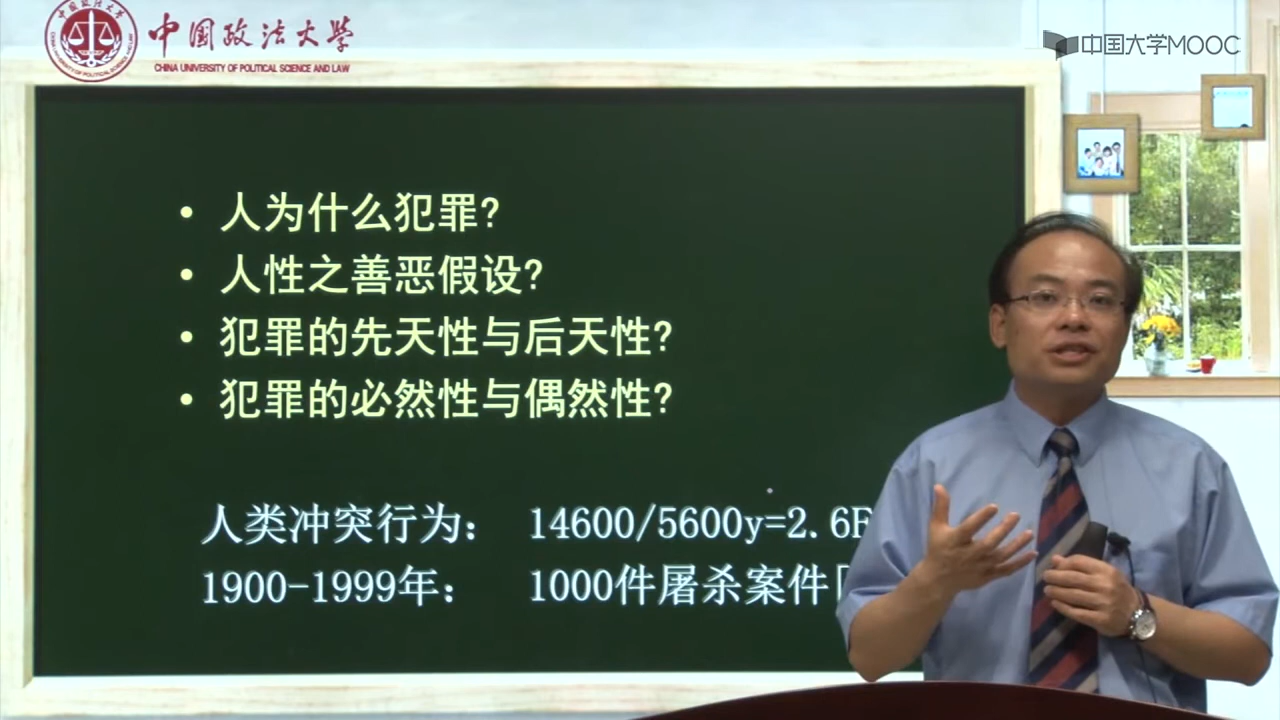 中国政法大学
CHINA UNIVERSITY OF POLITICAL SCIENCE AND LAW
中国大学MOOC
• 人为什么犯罪?
• 人性之善恶假设?
• 犯罪的先天性与后天性?
• 犯罪的必然性与偶然性?
人类冲突行为： 14600/5600y=2.6
1900-1999年： 1000件屠杀案件